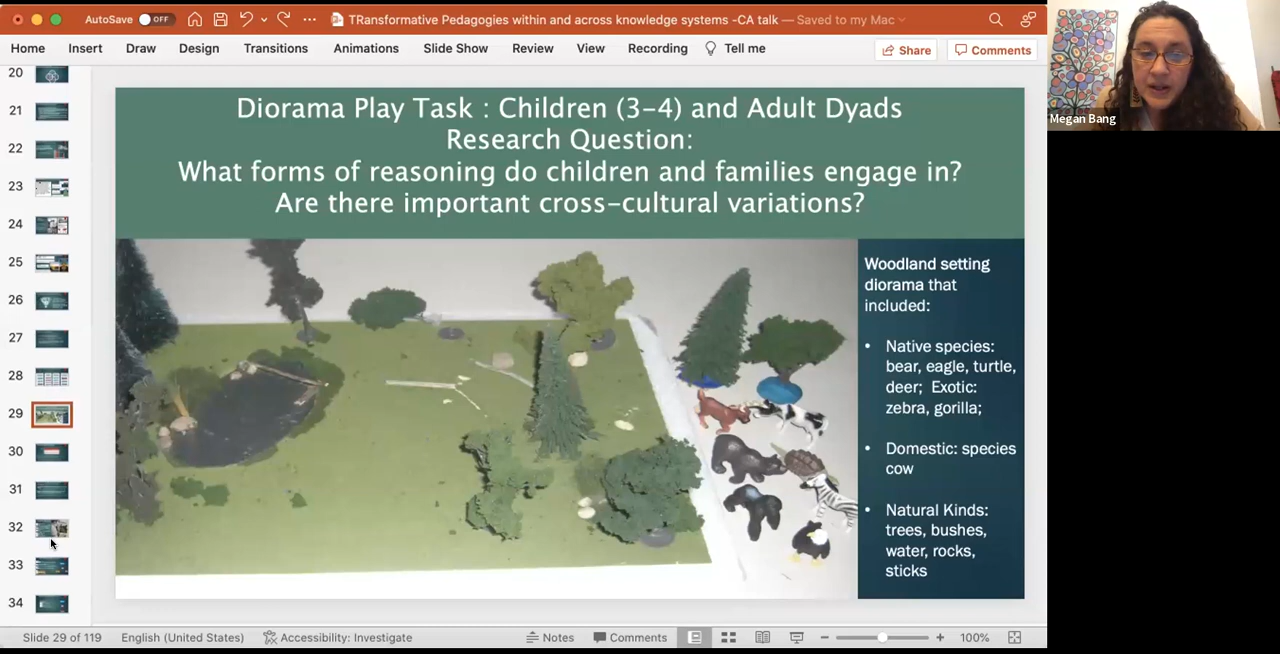 AutoSave OFF
TRansformative Pedagogies within and across knowledge systems -CA talk — Saved to my Mac
Home Insert Draw Design Transitions Animations Slide Show Review View Recording Tell me Share Comments
20
21
22
23
24
25
26
27
28
29
30
31
32
33
34
Diorama Play Task : Children (3-4) and Adult Dyads
Research Question:
What forms of reasoning do children and families engage in?
Are there important cross-cultural variations?
Woodland setting
diorama that
included:
• Native species:
bear, eagle, turtle,
deer; Exotic:
zebra, gorilla;
• Domestic: species
cow
• Natural Kinds:
trees, bushes,
water, rocks,
sticks
Megan Bang
Slide 29 of 119 English (United States) Accessibility: Investigate Notes Comments 100%